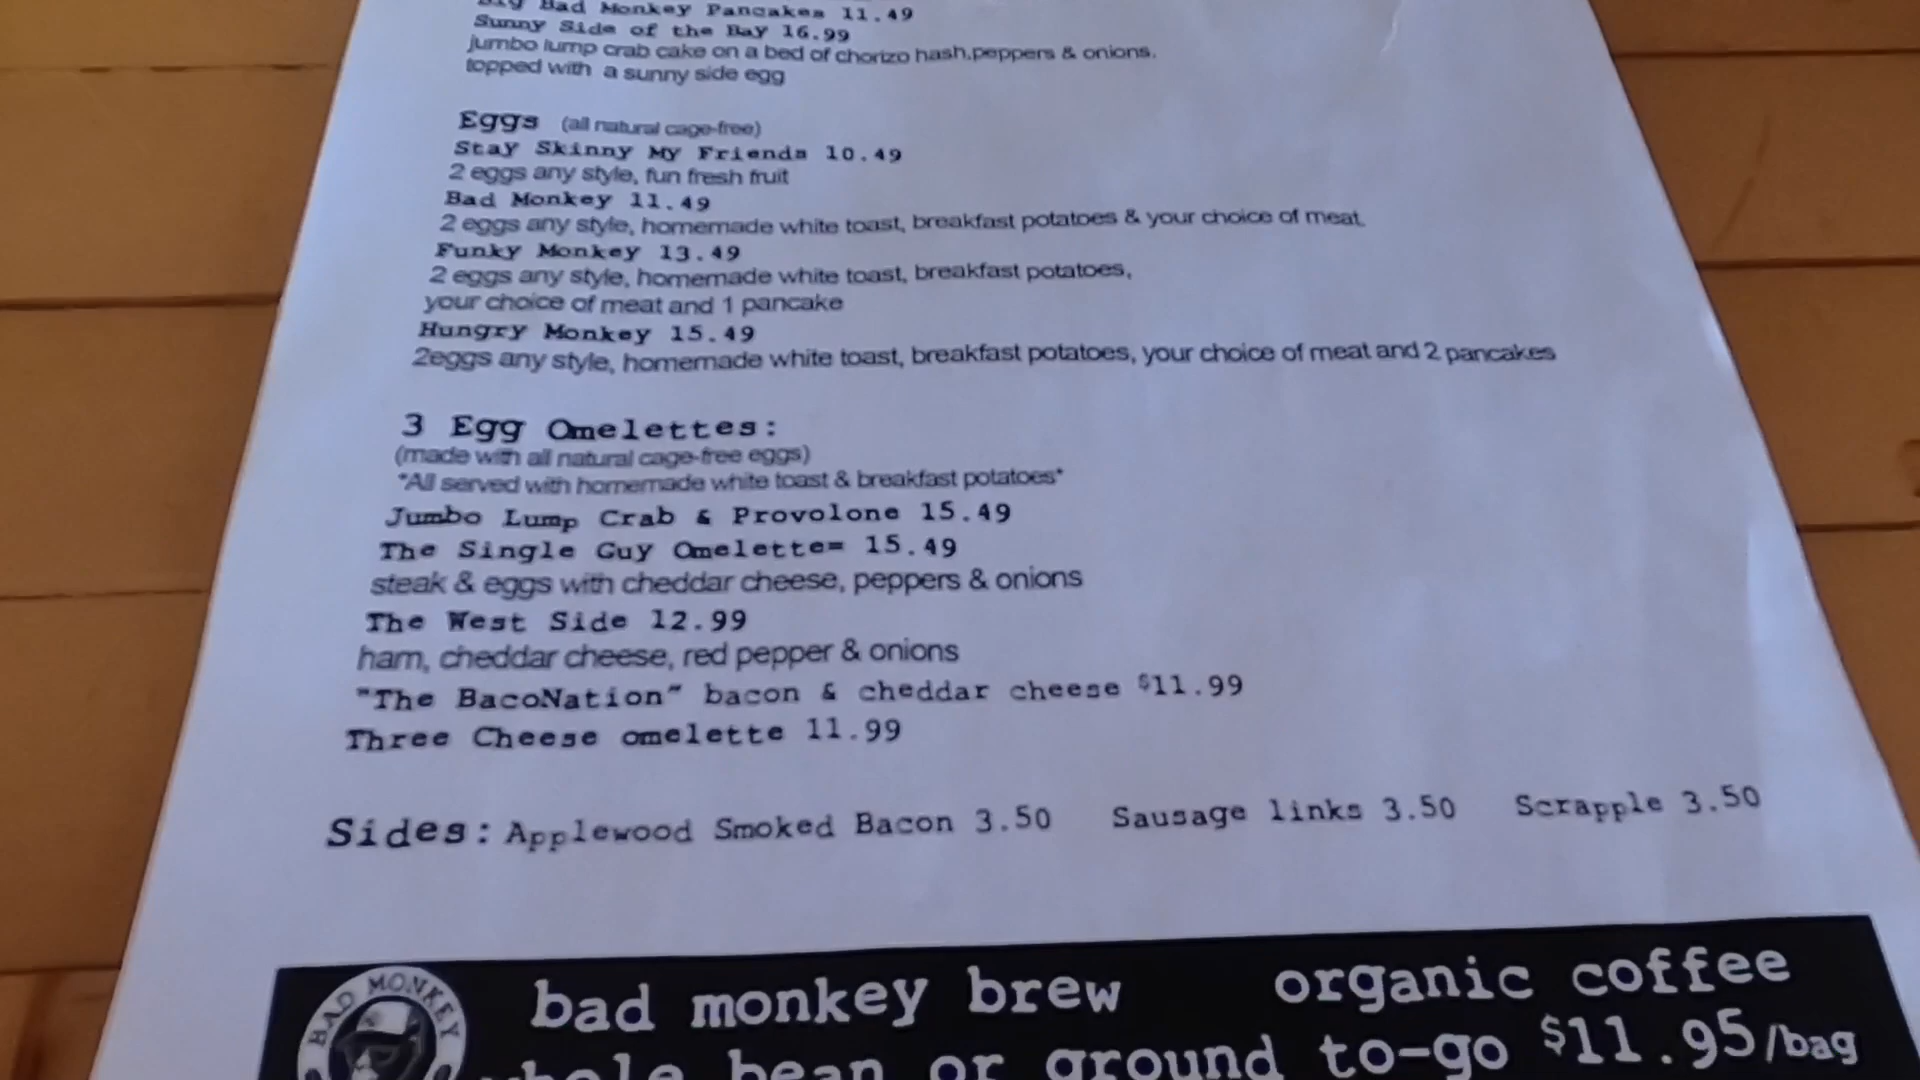 Big Bad Monkey Pancakes 11.49
Sunny Side of the Bay 16.99
jumbo lump crab cake on a bed of chorizo hash,peppers & onions,
topped with a sunny side egg
Eggs (all natural cage-free)
Stay Skinny My Friends 10.49
2 eggs any style, fun fresh fruit
Bad Monkey 11.49
2 eggs any style, homemade white toast, breakfast potatoes & your choice of meat.
Funky Monkey 13.49
2 eggs any style, homemade white toast, breakfast potatoes,
your choice of meat and 1 pancake
Hungry Monkey 15.49
2eggs any style, homemade white toast, breakfast potatoes, your choice of meat and 2 pancakes
3 Egg Omelettes:
(made with all natural cage-free eggs)
*All served with homemade white toast & breakfast potatoes*
Jumbo Lump Crab & Provolone 15.49
The Single Guy Omelette= 15.49
steak & eggs with cheddar cheese, peppers & onions
The West Side 12.99
ham, cheddar cheese, red pepper & onions
"The BacoNation" bacon & cheddar cheese $11.99
Three Cheese omelette 11.99
Sides: Applewood Smoked Bacon 3.50 Sausage links 3.50 Scrapple 3.50
BAD MONKEY
bad monkey brew organic coffee
whole bean or ground to-go $11.95/bag